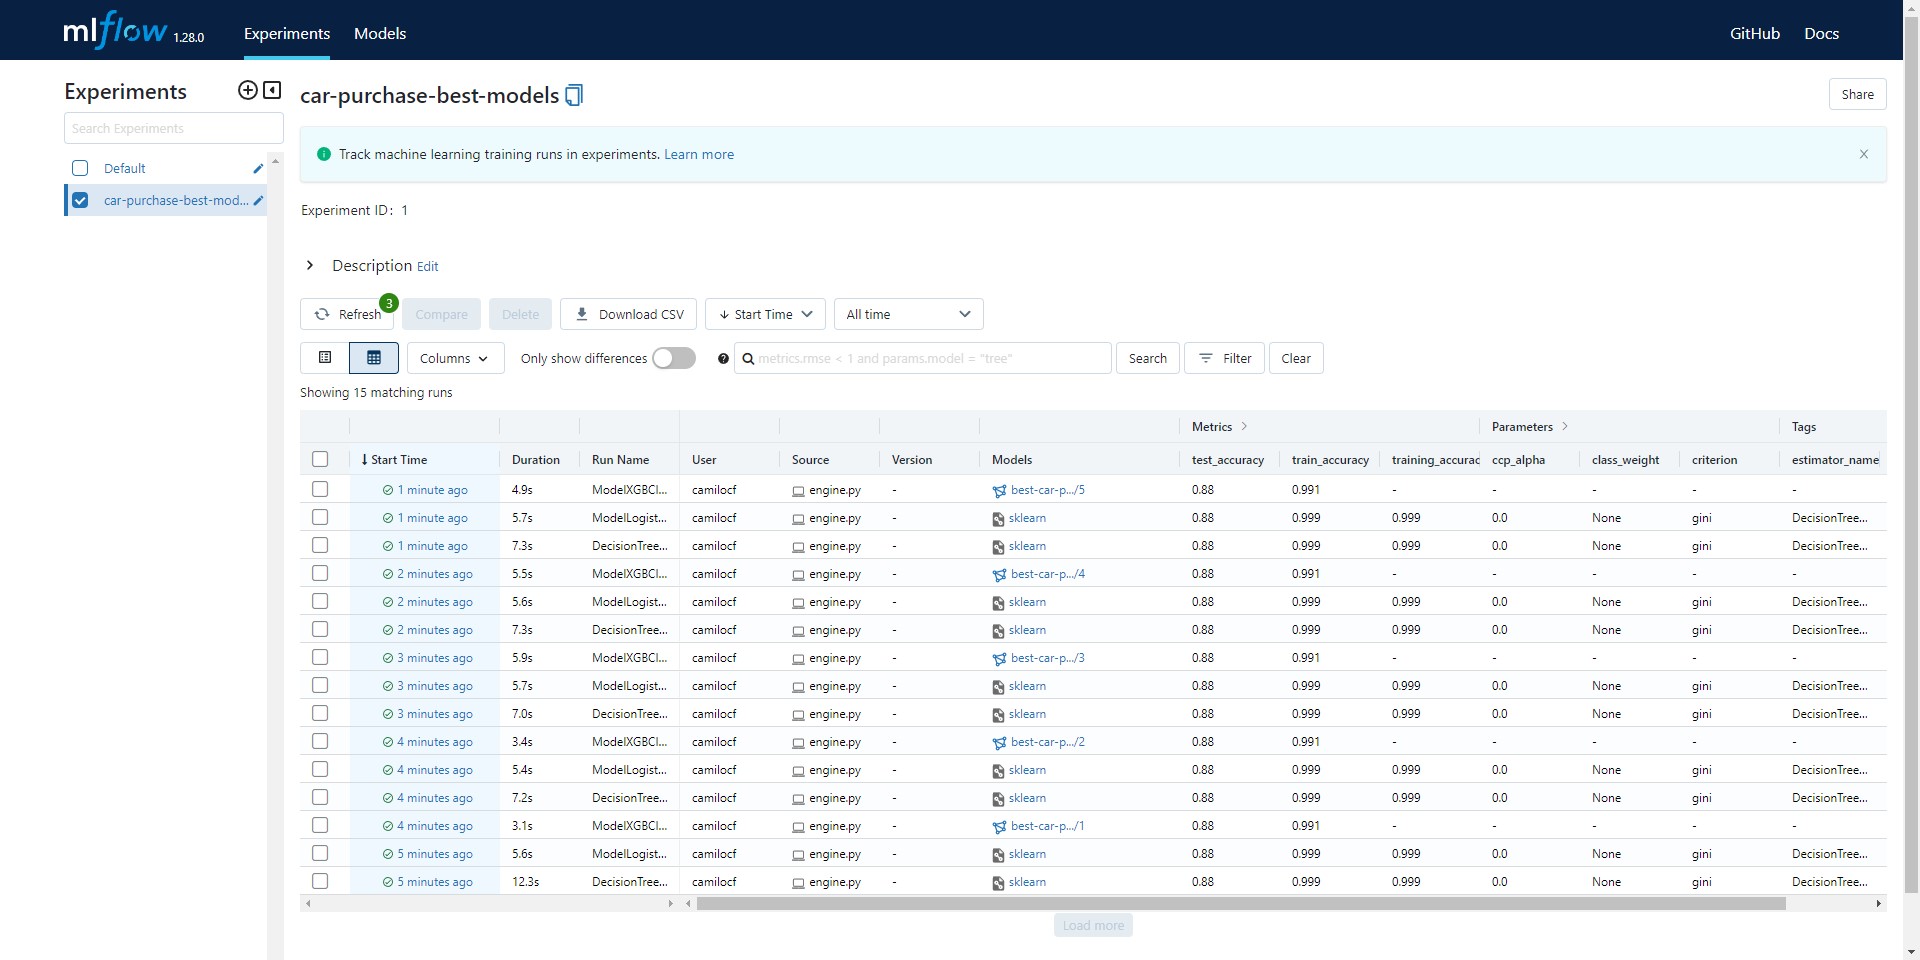 mlflow 1.28.0 Experiments Models GitHub Docs
Experiments
Search Experiments
Default
car-purchase-best-mod...
car-purchase-best-models
Share
Track machine learning training runs in experiments. Learn more
Experiment ID: 1
Description Edit
Refresh 3 Compare Delete Download CSV Start Time All time
Columns Only show differences metrics.rmse < 1 and params.model = "tree" Search Filter Clear
Showing 15 matching runs
Metrics Parameters Tags
Start Time Duration Run Name User Source Version Models test_accuracy train_accuracy training_accurac ccp_alpha class_weight criterion estimator_name
1 minute ago 4.9s ModelXGBCl... camilocf engine.py - best-car-p.../5 0.88 0.991 - - - - -
1 minute ago 5.7s ModelLogist... camilocf engine.py - sklearn 0.88 0.999 0.999 0.0 None gini DecisionTree...
1 minute ago 7.3s DecisionTree... camilocf engine.py - sklearn 0.88 0.999 0.999 0.0 None gini DecisionTree...
2 minutes ago 5.5s ModelXGBCl... camilocf engine.py - best-car-p.../4 0.88 0.991 - - - - -
2 minutes ago 5.6s ModelLogist... camilocf engine.py - sklearn 0.88 0.999 0.999 0.0 None gini DecisionTree...
2 minutes ago 7.3s DecisionTree... camilocf engine.py - sklearn 0.88 0.999 0.999 0.0 None gini DecisionTree...
3 minutes ago 5.9s ModelXGBCl... camilocf engine.py - best-car-p.../3 0.88 0.991 - - - - -
3 minutes ago 5.7s ModelLogist... camilocf engine.py - sklearn 0.88 0.999 0.999 0.0 None gini DecisionTree...
3 minutes ago 7.0s DecisionTree... camilocf engine.py - sklearn 0.88 0.999 0.999 0.0 None gini DecisionTree...
4 minutes ago 3.4s ModelXGBCl... camilocf engine.py - best-car-p.../2 0.88 0.991 - - - - -
4 minutes ago 5.4s ModelLogist... camilocf engine.py - sklearn 0.88 0.999 0.999 0.0 None gini DecisionTree...
4 minutes ago 7.2s DecisionTree... camilocf engine.py - sklearn 0.88 0.999 0.999 0.0 None gini DecisionTree...
4 minutes ago 3.1s ModelXGBCl... camilocf engine.py - best-car-p.../1 0.88 0.991 - - - - -
5 minutes ago 5.6s ModelLogist... camilocf engine.py - sklearn 0.88 0.999 0.999 0.0 None gini DecisionTree...
5 minutes ago 12.3s DecisionTree... camilocf engine.py - sklearn 0.88 0.999 0.999 0.0 None gini DecisionTree...
Load more